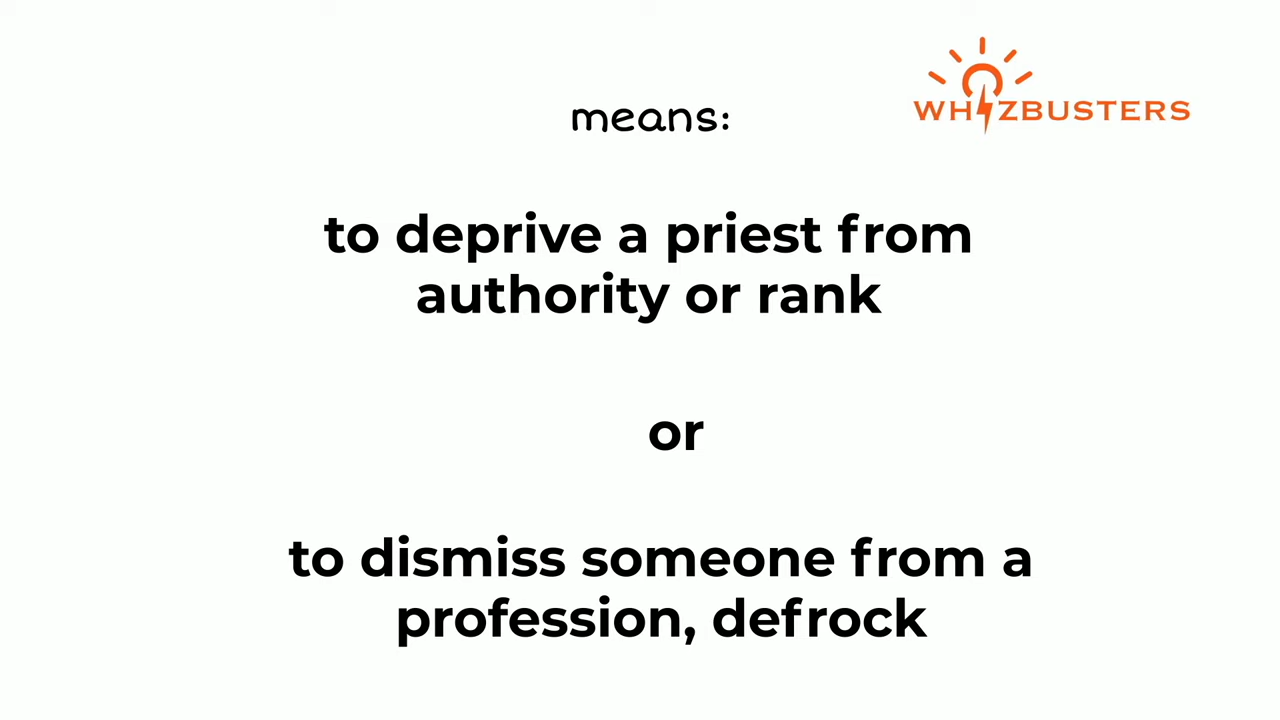 WHIZBUSTERS
means:
to deprive a priest from
authority or rank
or
to dismiss someone from a
profession, defrock